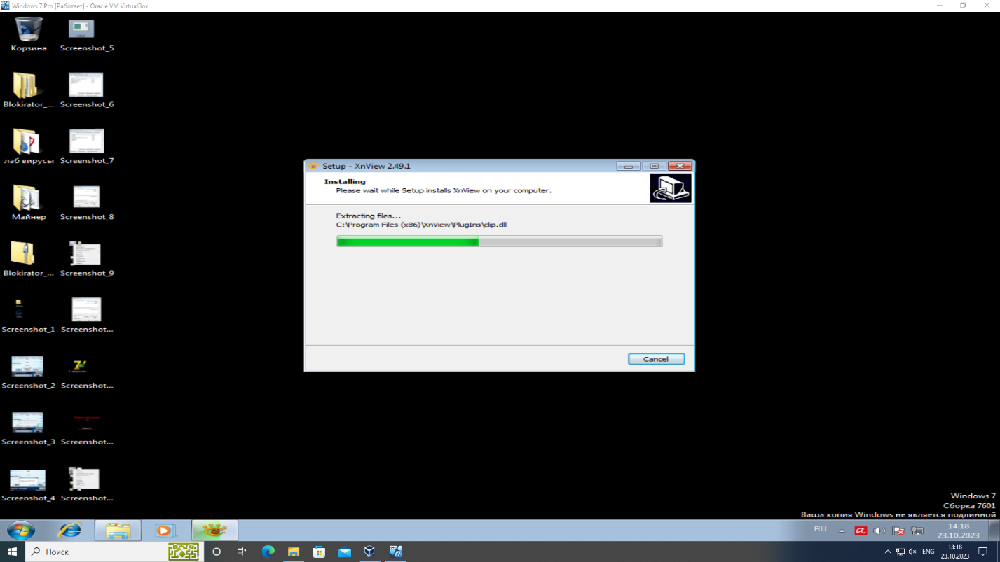 Windows 7 Pro [Работает] - Oracle VM VirtualBox
Корзина
Screenshot_5
Blokirator_...
Screenshot_6
лаб вирусы
Screenshot_7
Майнер
Screenshot_8
Blokirator_...
Screenshot_9
Screenshot_1
Screenshot...
Screenshot_2
Screenshot...
Screenshot_3
Screenshot...
Screenshot_4
Screenshot...
Setup - XnView 2.49.1
Installing
Please wait while Setup installs XnView on your computer.
Extracting files...
C:\Program Files (x86)\XnView\PlugIns\clip.dll
Cancel
Windows 7
Сборка 7601
Ваша копия Windows не является подлинной
RU
14:18
23.10.2023
Поиск
ENG
13:18
23.10.2023